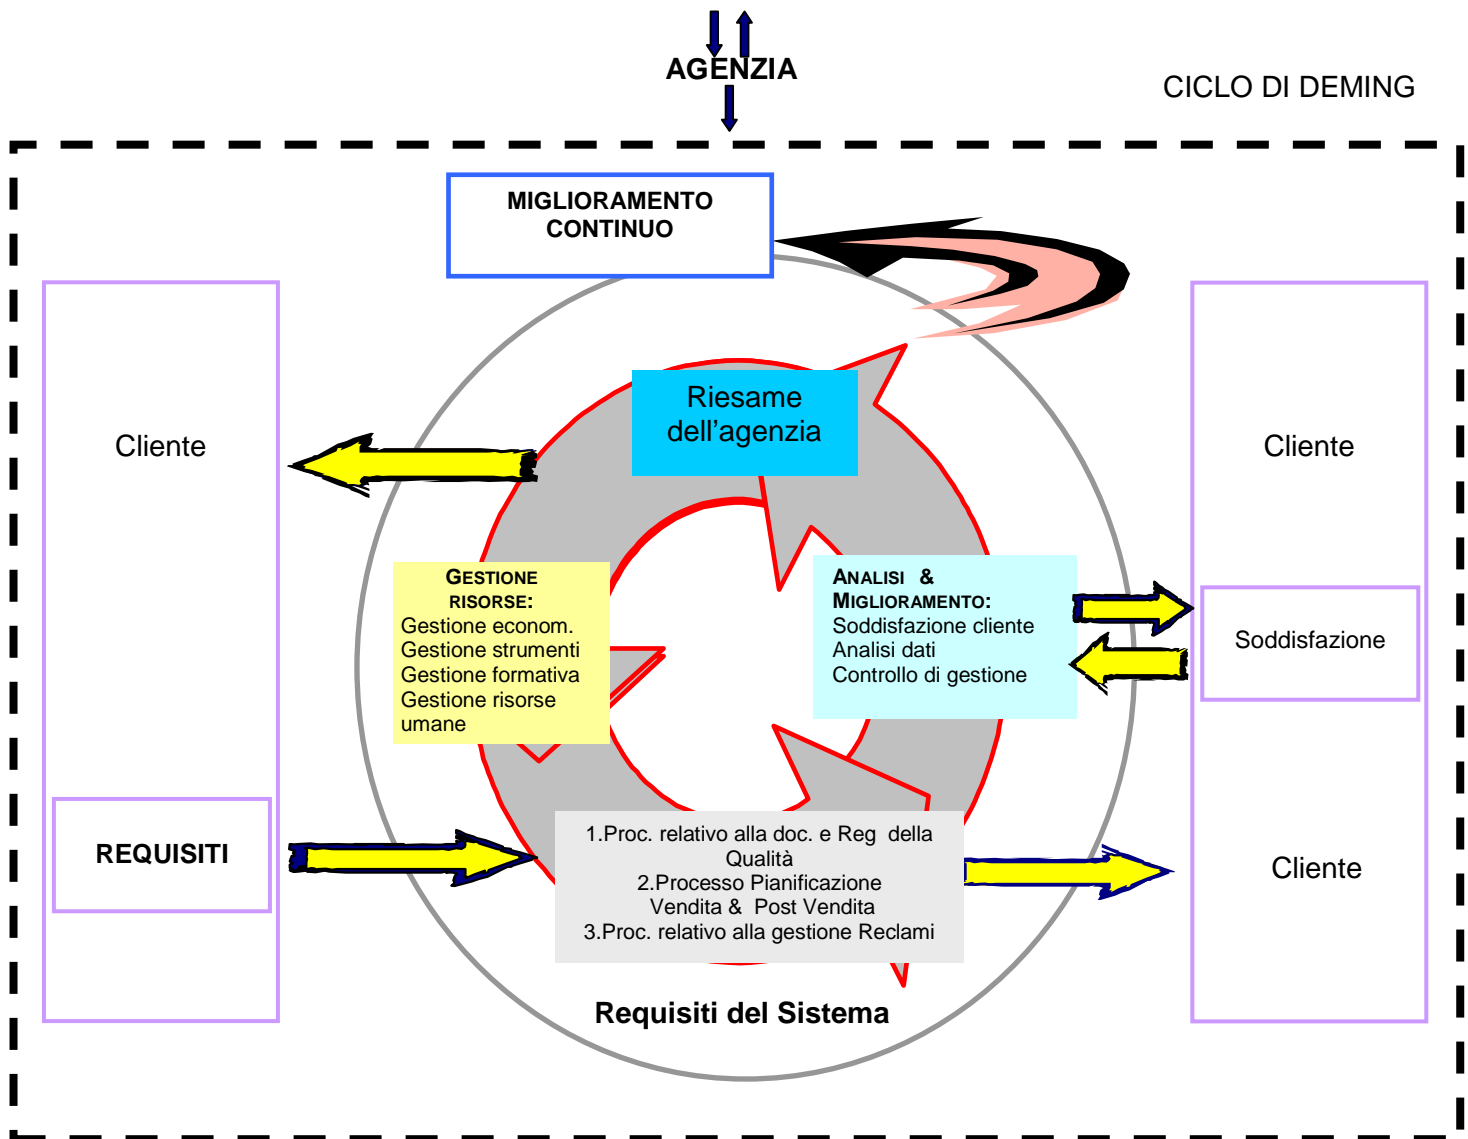 AGENZIA
CICLO DI DEMING
MIGLIORAMENTO
CONTINUO
Riesame
dell'agenzia
Cliente
Cliente
GESTIONE
RISORSE:
Gestione econom.
Gestione strumenti
Gestione formativa
Gestione risorse
umane
ANALISI &
MIGLIORAMENTO:
Soddisfazione cliente
Analisi dati
Controllo di gestione
Soddisfazione
REQUISITI
1.Proc. relativo alla doc. e Reg della
Qualità
2.Processo Pianificazione
Vendita & Post Vendita
3.Proc. relativo alla gestione Reclami
Cliente
Requisiti del Sistema